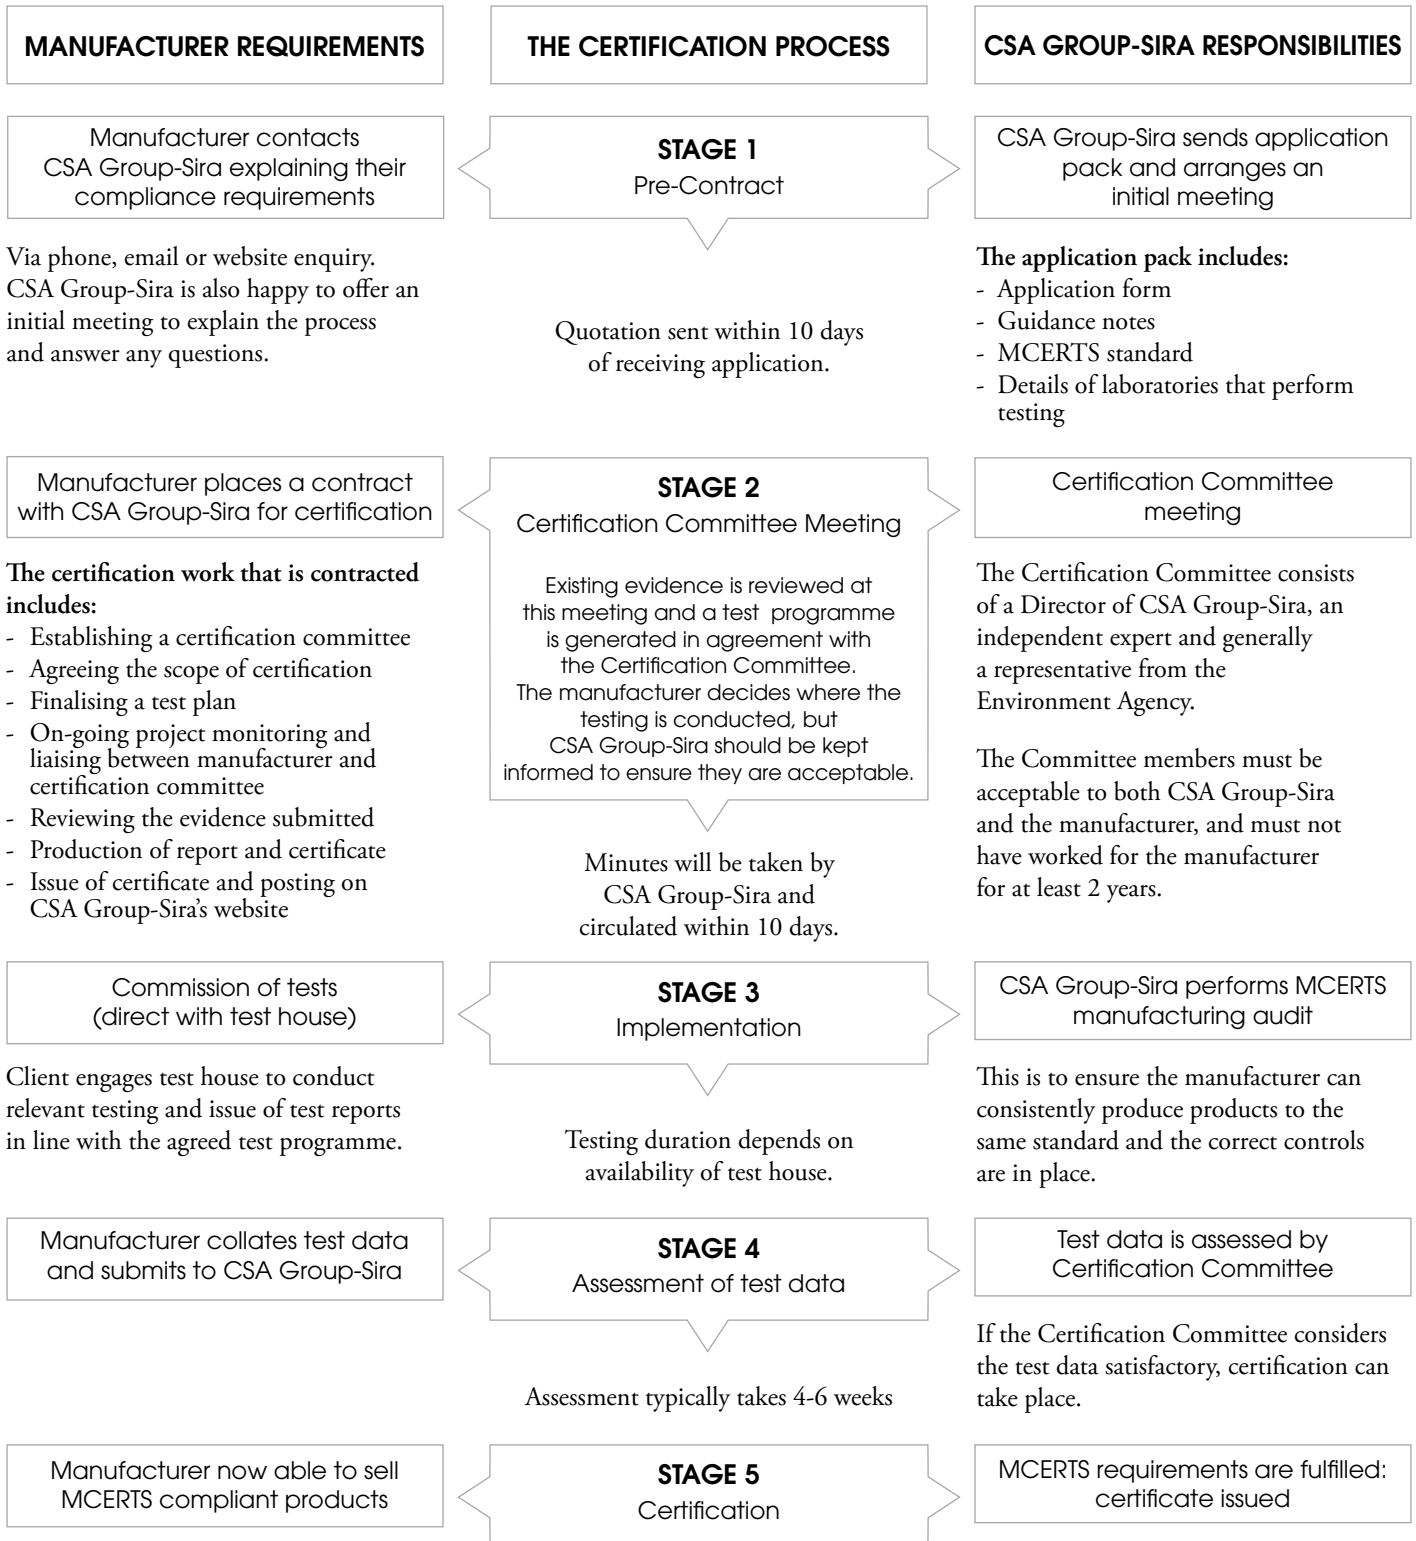 MANUFACTURER REQUIREMENTS
THE CERTIFICATION PROCESS
CSA GROUP-SIRA RESPONSIBILITIES
Manufacturer contacts
CSA Group-Sira explaining their
compliance requirements
STAGE 1
Pre-Contract
CSA Group-Sira sends application
pack and arranges an
initial meeting
Via phone, email or website enquiry.
CSA Group-Sira is also happy to offer an
initial meeting to explain the process
and answer any questions.
Quotation sent within 10 days
of receiving application.
The application pack includes:
- Application form
- Guidance notes
- MCERTS standard
- Details of laboratories that perform
testing
Manufacturer places a contract
with CSA Group-Sira for certification
STAGE 2
Certification Committee Meeting
Existing evidence is reviewed at
this meeting and a test programme
is generated in agreement with
the Certification Committee.
The manufacturer decides where the
testing is conducted, but
CSA Group-Sira should be kept
informed to ensure they are acceptable.
Certification Committee
meeting
The certification work that is contracted
includes:
- Establishing a certification committee
- Agreeing the scope of certification
- Finalising a test plan
- On-going project monitoring and
liaising between manufacturer and
certification committee
- Reviewing the evidence submitted
- Production of report and certificate
- Issue of certificate and posting on
CSA Group-Sira's website
Minutes will be taken by
CSA Group-Sira and
circulated within 10 days.
The Certification Committee consists
of a Director of CSA Group-Sira, an
independent expert and generally
a representative from the
Environment Agency.
The Committee members must be
acceptable to both CSA Group-Sira
and the manufacturer, and must not
have worked for the manufacturer
for at least 2 years.
Commission of tests
(direct with test house)
STAGE 3
Implementation
CSA Group-Sira performs MCERTS
manufacturing audit
Client engages test house to conduct
relevant testing and issue of test reports
in line with the agreed test programme.
Testing duration depends on
availability of test house.
This is to ensure the manufacturer can
consistently produce products to the
same standard and the correct controls
are in place.
Manufacturer collates test data
and submits to CSA Group-Sira
STAGE 4
Assessment of test data
Test data is assessed by
Certification Committee
Assessment typically takes 4-6 weeks
If the Certification Committee considers
the test data satisfactory, certification can
take place.
Manufacturer now able to sell
MCERTS compliant products
STAGE 5
Certification
MCERTS requirements are fulfilled:
certificate issued